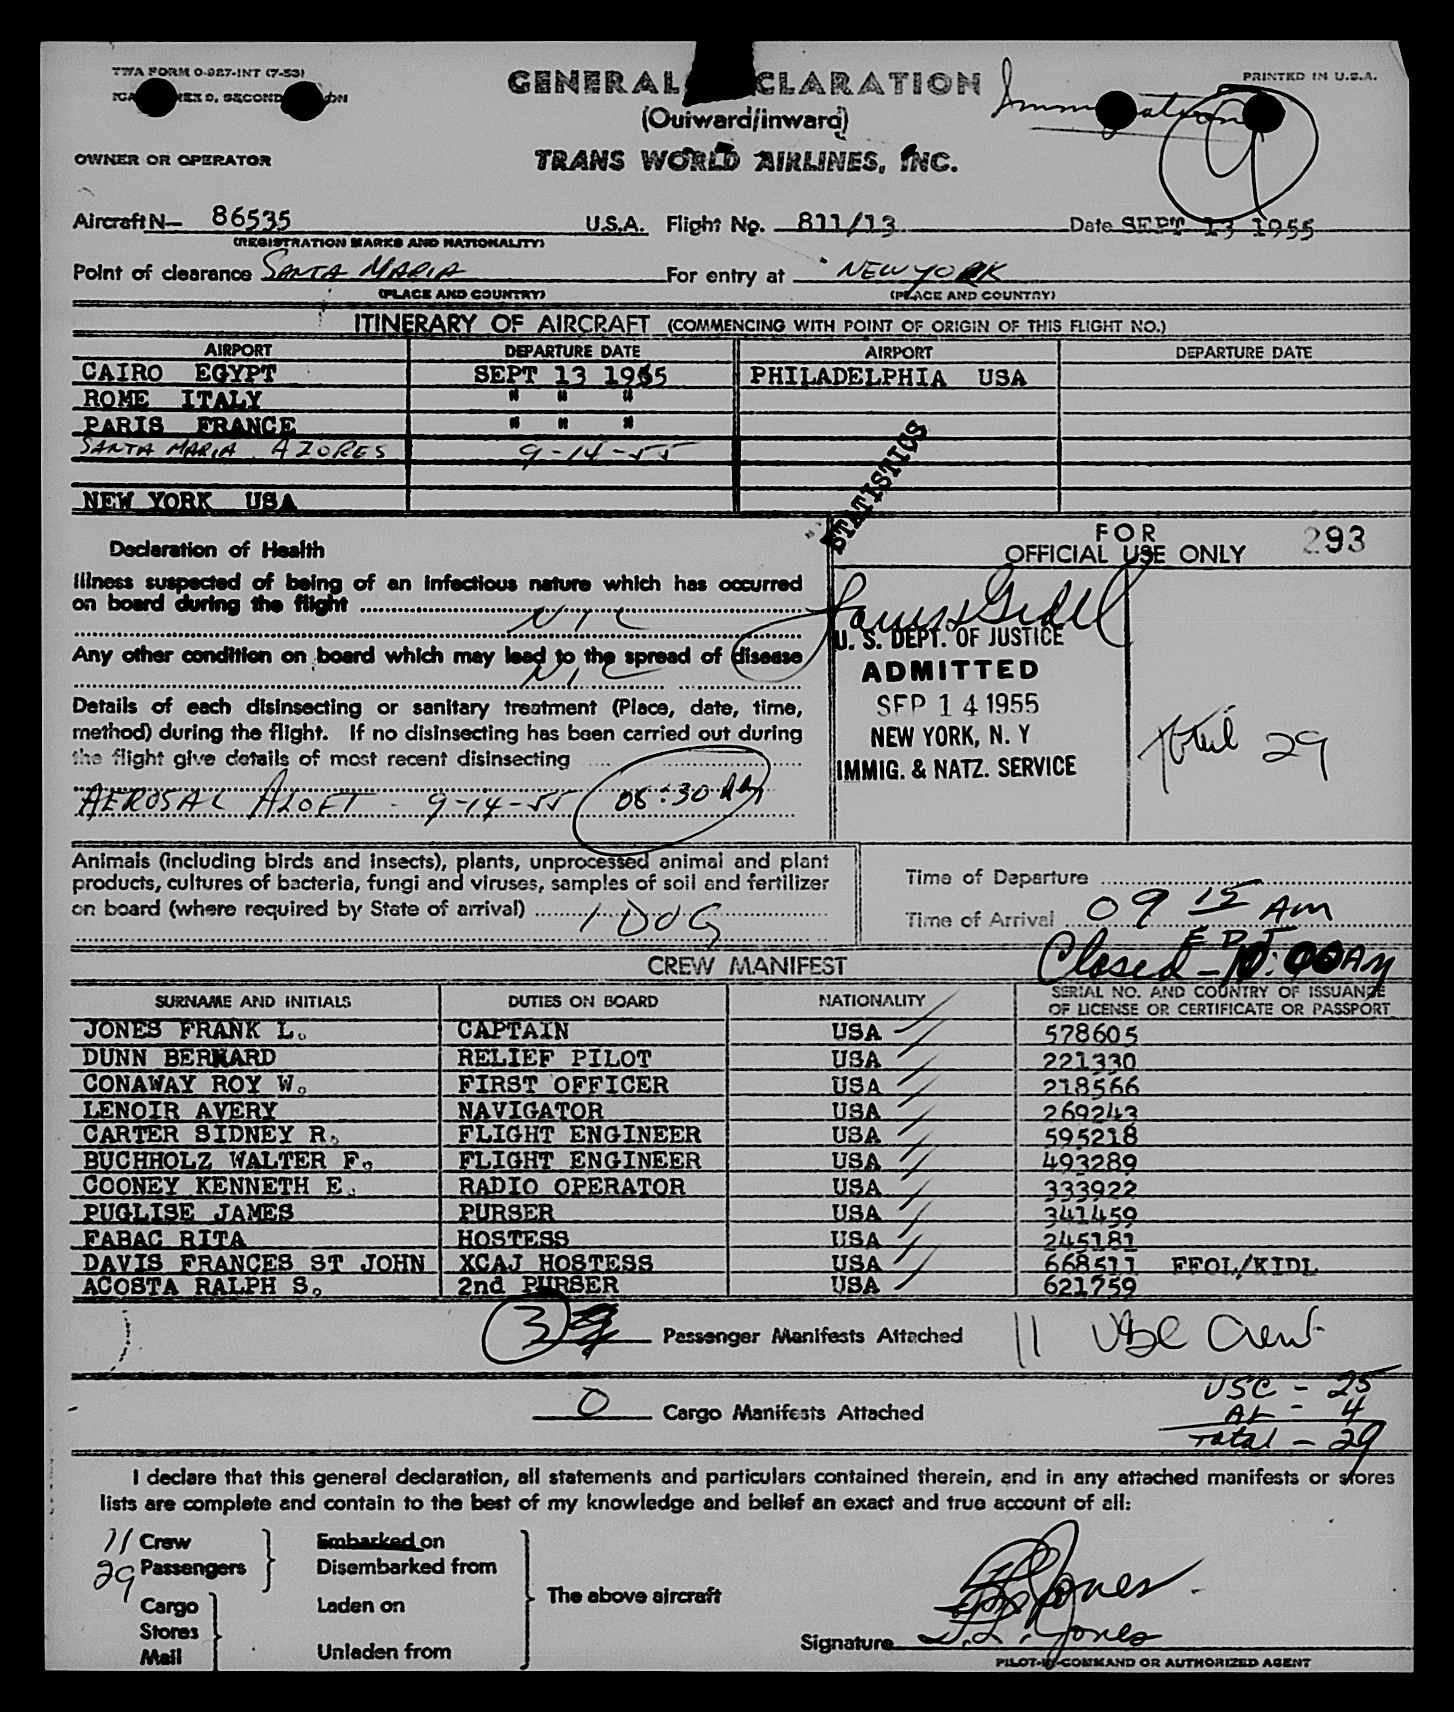 TWA FORM O-927-INT (7-53)
PRINTED IN U.S.A.
GENERAL CLARATION
(Outward/inward)
OWNER OR OPERATOR
TRANS WORLD AIRLINES, INC.
9
Aircraft N— 86535 U.S.A. Flight No. 811/13 Date SEPT 13 1955
(REGISTRATION MARKS AND NATIONALITY)
Point of clearance SANTA MARIA For entry at NEW YORK
(PLACE AND COUNTRY) (PLACE AND COUNTRY)
ITINERARY OF AIRCRAFT (COMMENCING WITH POINT OF ORIGIN OF THIS FLIGHT NO.)
AIRPORT DEPARTURE DATE AIRPORT DEPARTURE DATE
CAIRO EGYPT SEPT 13 1955 PHILADELPHIA USA
ROME ITALY " " "
PARIS FRANCE " " "
SANTA MARIA AZORES 9-14-55
NEW YORK USA
STATISTICS
FOR
OFFICIAL USE ONLY
293
Declaration of Health
Illness suspected of being of an infectious nature which has occurred
on board during the flight
NIL
Any other condition on board which may lead to the spread of disease
NIL
Details of each disinsecting or sanitary treatment (Place, date, time,
method) during the flight. If no disinsecting has been carried out during
the flight give details of most recent disinsecting
AEROSAL ALOFT - 9-14-55 08:30
U. S. DEPT. OF JUSTICE
ADMITTED
SEP 14 1955
NEW YORK, N. Y
IMMIG. & NATZ. SERVICE
29
Animals (including birds and insects), plants, unprocessed animal and plant
products, cultures of bacteria, fungi and viruses, samples of soil and fertilizer
on board (where required by State of arrival) 1 DOG
Time of Departure
Time of Arrival 09 15 AM
EDT
Closed - 10:00 AM
CREW MANIFEST
SURNAME AND INITIALS DUTIES ON BOARD NATIONALITY SERIAL NO. AND COUNTRY OF ISSUANCE
OF LICENSE OR CERTIFICATE OR PASSPORT
JONES FRANK L. CAPTAIN USA 578605
DUNN BERNARD RELIEF PILOT USA 221330
CONAWAY ROY W. FIRST OFFICER USA 218566
LENOIR AVERY NAVIGATOR USA 269243
CARTER SIDNEY R. FLIGHT ENGINEER USA 595218
BUCHHOLZ WALTER F. FLIGHT ENGINEER USA 493289
COONEY KENNETH E. RADIO OPERATOR USA 333922
PUGLISE JAMES PURSER USA 341459
FABAC RITA HOSTESS USA 245181
DAVIS FRANCES ST JOHN XCAJ HOSTESS USA 668511 FFOL/KIDL
ACOSTA RALPH S. 2nd PURSER USA 621759
3 Passenger Manifests Attached 11 USC Crew
0 Cargo Manifests Attached
USC - 25
AL - 4
Total - 29
I declare that this general declaration, all statements and particulars contained therein, and in any attached manifests or stores
lists are complete and contain to the best of my knowledge and belief an exact and true account of all:
11 Crew
29 Passengers
Cargo
Stores
Mail
Embarked on
Disembarked from
Laden on
Unladen from
The above aircraft
F.L. Jones
Signature F.L. Jones
PILOT-IN-COMMAND OR AUTHORIZED AGENT